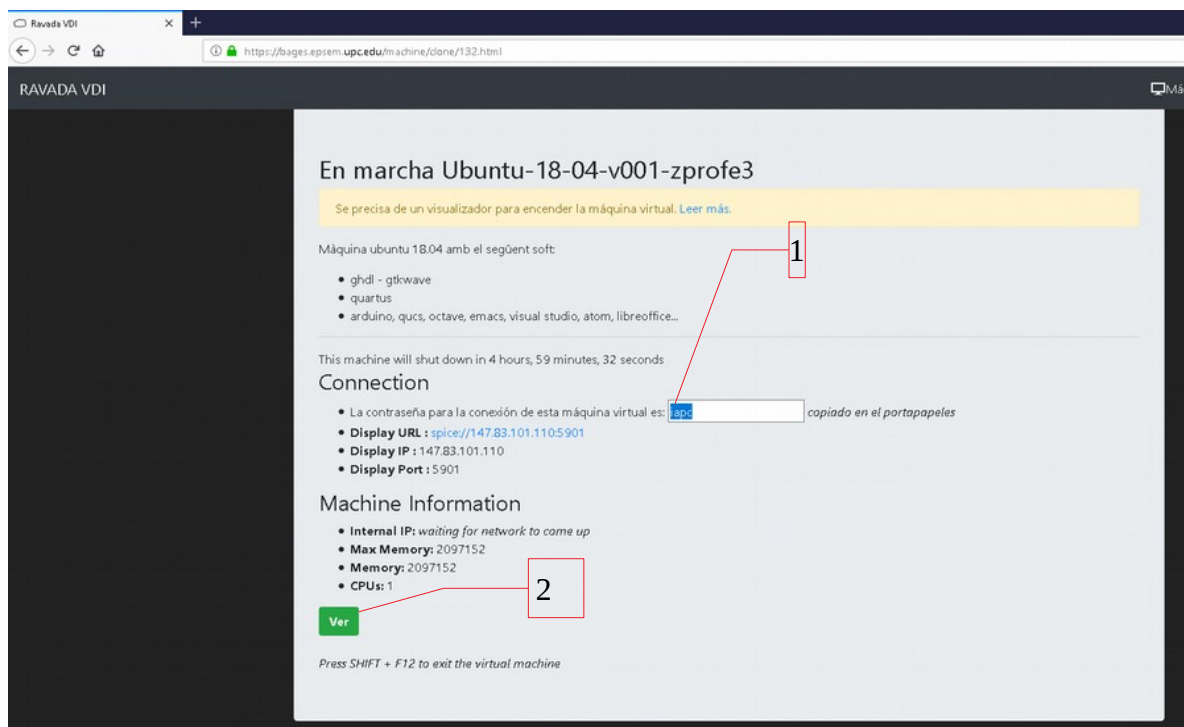 Ravada VDI
https://bages.epsem.upc.edu/machine/clone/132.html
RAVADA VDI
Má
En marcha Ubuntu-18-04-v001-zprofe3
Se precisa de un visualizador para encender la máquina virtual. Leer más.
1
Màquina ubuntu 18.04 amb el següent soft:
ghdl - gtkwave
quartus
arduino, qucs, octave, emacs, visual studio, atom, libreoffice...
This machine will shut down in 4 hours, 59 minutes, 32 seconds
Connection
La contraseña para la conexión de esta máquina virtual es: copiado en el portapapeles
Display URL : spice://147.83.101.110:5901
Display IP : 147.83.101.110
Display Port : 5901
Machine Information
Internal IP: waiting for network to come up
Max Memory: 2097152
Memory: 2097152
CPUs: 1
2
Ver
Press SHIFT + F12 to exit the virtual machine